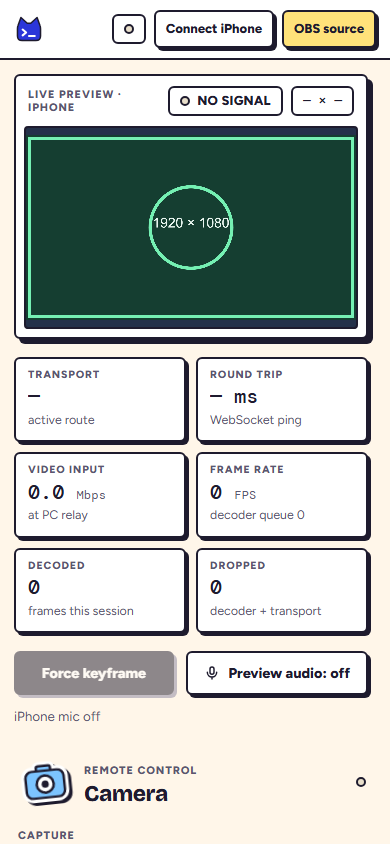 Connect iPhone
OBS source
LIVE PREVIEW ·
IPHONE
NO SIGNAL
— × —
1920 × 1080
TRANSPORT
—
active route
ROUND TRIP
— ms
WebSocket ping
VIDEO INPUT
0.0 Mbps
at PC relay
FRAME RATE
0 FPS
decoder queue 0
DECODED
0
frames this session
DROPPED
0
decoder + transport
Force keyframe
Preview audio: off
iPhone mic off
REMOTE CONTROL
Camera
CAPTURE